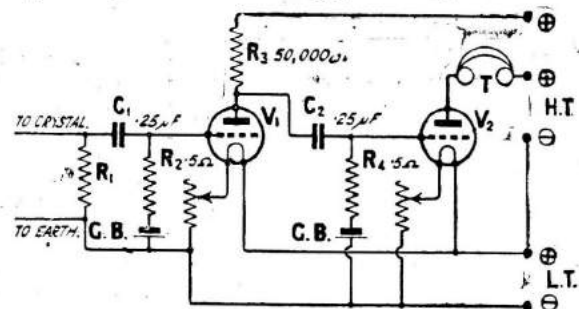 R3 50,000ω.
T
H.T.
TO CRYSTAL.
C1
.25μF
V1
C2
.25μF
V2
R1
R2 .5Ω
R4 .5Ω
TO EARTH.
G.B.
G.B.
L.T.